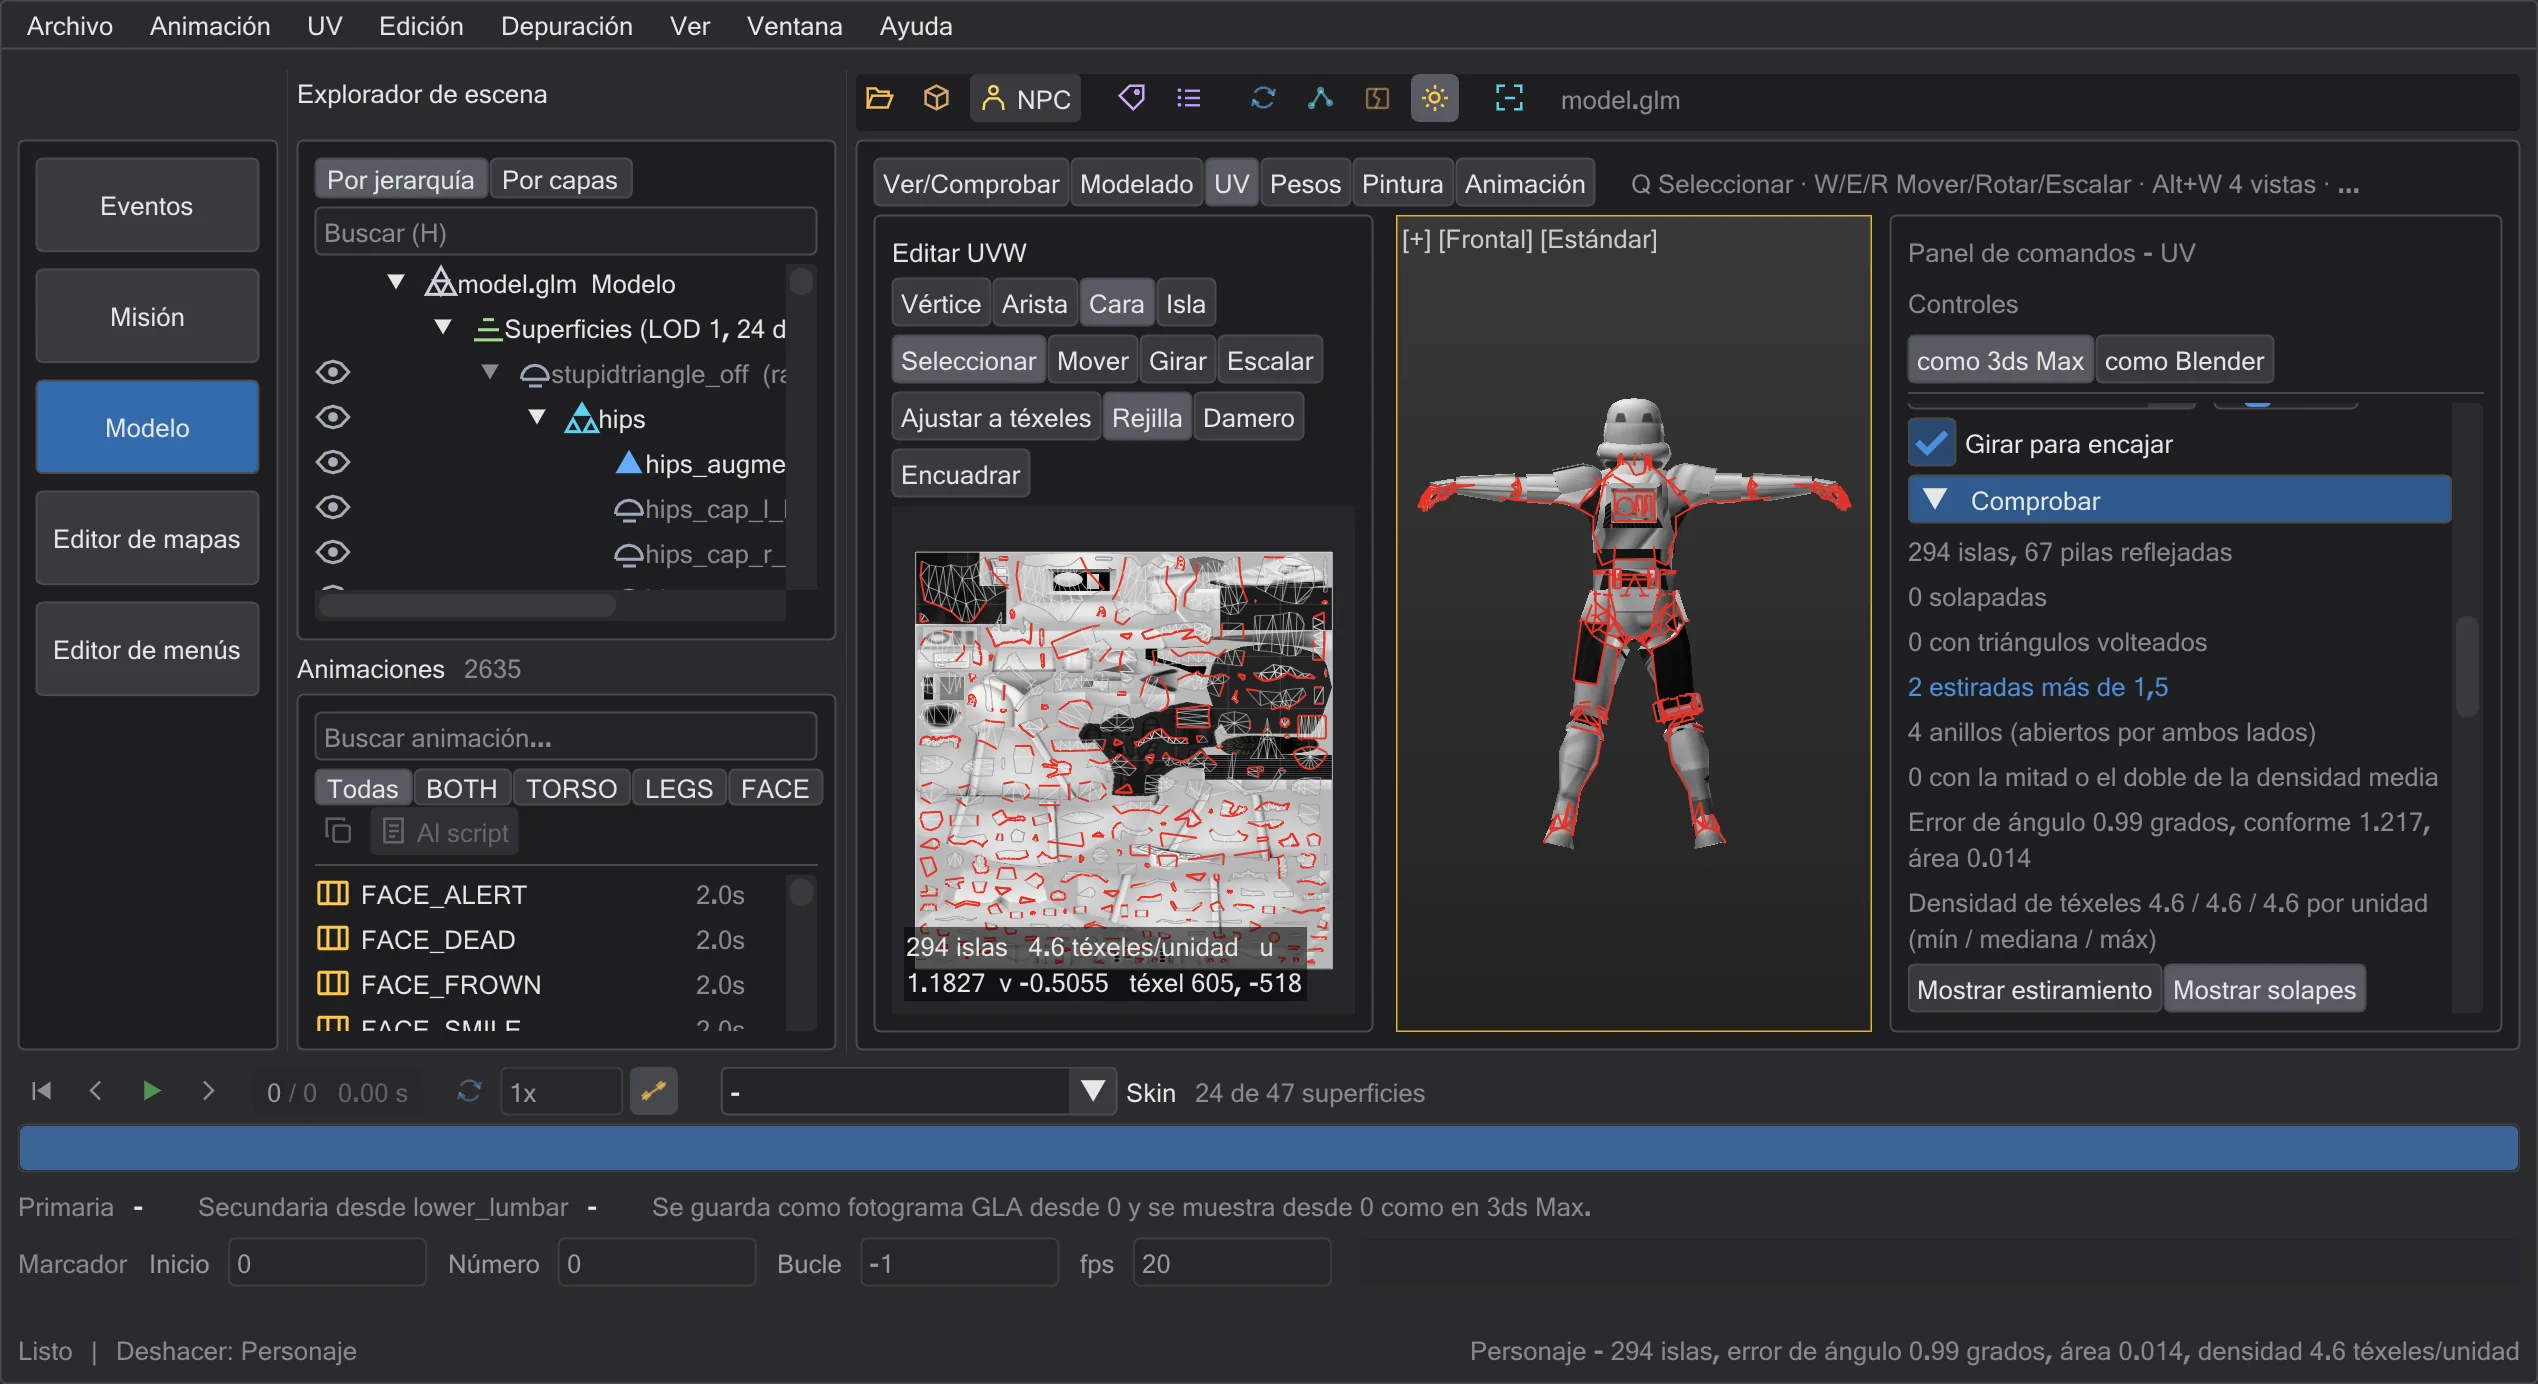 Archivo Animación UV Edición Depuración Ver Ventana Ayuda
Explorador de escena
NPC
model.glm
Eventos
Misión
Modelo
Editor de mapas
Editor de menús
Por jerarquía Por capas
Buscar (H)
model.glm Modelo
Superficies (LOD 1, 24 d
stupidtriangle_off (ra
hips
hips_augme
hips_cap_l_l
hips_cap_r_
Animaciones 2635
Buscar animación...
Todas BOTH TORSO LEGS FACE
AI script
FACE_ALERT 2.0s
FACE_DEAD 2.0s
FACE_FROWN 2.0s
FACE_SMILE 2.0s
Ver/Comprobar Modelado UV Pesos Pintura Animación
Q Seleccionar · W/E/R Mover/Rotar/Escalar · Alt+W 4 vistas · ...
Editar UVW
Vértice Arista Cara Isla
Seleccionar Mover Girar Escalar
Ajustar a téxeles Rejilla Damero
Encuadrar
294 islas 4.6 téxeles/unidad u
1.1827 v -0.5055 téxel 605, -518
[+] [Frontal] [Estándar]
Panel de comandos - UV
Controles
como 3ds Max como Blender
Girar para encajar
Comprobar
294 islas, 67 pilas reflejadas
0 solapadas
0 con triángulos volteados
2 estiradas más de 1,5
4 anillos (abiertos por ambos lados)
0 con la mitad o el doble de la densidad media
Error de ángulo 0.99 grados, conforme 1.217,
área 0.014
Densidad de téxeles 4.6 / 4.6 / 4.6 por unidad
(mín / mediana / máx)
Mostrar estiramiento Mostrar solapes
0 / 0 0.00 s
1x
-
Skin 24 de 47 superficies
Primaria - Secundaria desde lower_lumbar - Se guarda como fotograma GLA desde 0 y se muestra desde 0 como en 3ds Max.
Marcador Inicio 0 Número 0 Bucle -1 fps 20
Listo | Deshacer: Personaje
Personaje - 294 islas, error de ángulo 0.99 grados, área 0.014, densidad 4.6 téxeles/unidad